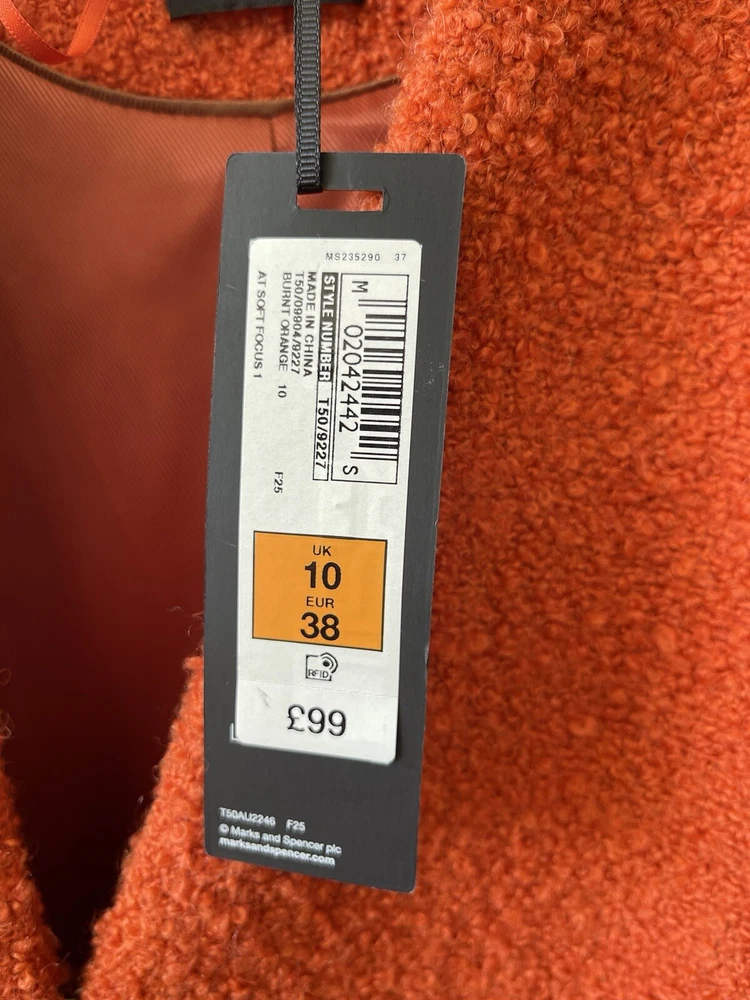 MS235290 37
M 02042442 S
STYLE NUMBER T50/9227
MADE IN CHINA
T50/09904/9227
BURNT ORANGE 10
F25
AT SOFT FOCUS 1
UK
10
EUR
38
RFID
£99
T50AU2246 F25
© Marks and Spencer plc
marksandspencer.com